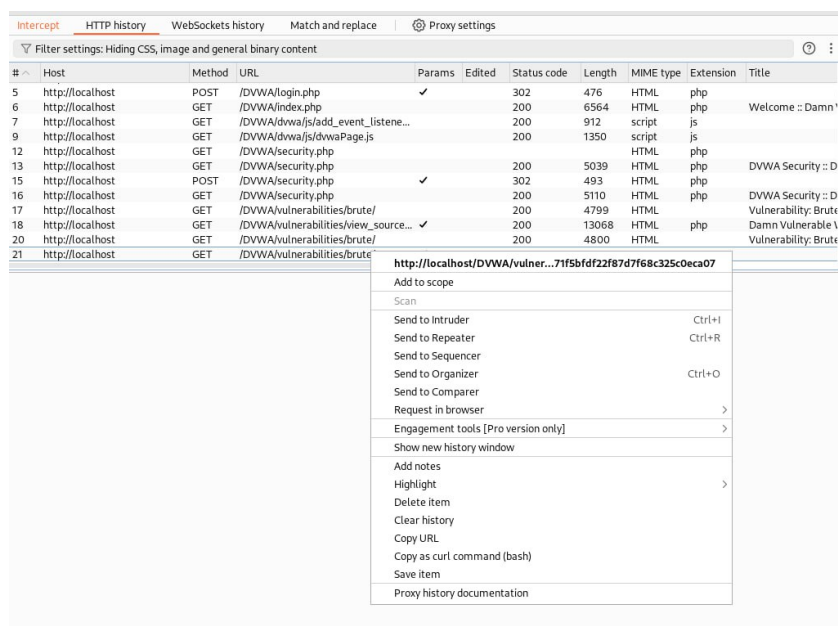 Intercept HTTP history WebSockets history Match and replace Proxy settings
Filter settings: Hiding CSS, image and general binary content
# Host Method URL Params Edited Status code Length MIME type Extension Title
5 http://localhost POST /DVWA/login.php ✓ 302 476 HTML php
6 http://localhost GET /DVWA/index.php 200 6564 HTML php Welcome :: Damn
7 http://localhost GET /DVWA/dvwa/js/add_event_listene... 200 912 script js
9 http://localhost GET /DVWA/dvwa/js/dvwaPage.js 200 1350 script js
12 http://localhost GET /DVWA/security.php HTML php
13 http://localhost GET /DVWA/security.php 200 5039 HTML php DVWA Security :: D
15 http://localhost POST /DVWA/security.php ✓ 302 493 HTML php
16 http://localhost GET /DVWA/security.php 200 5110 HTML php DVWA Security :: D
17 http://localhost GET /DVWA/vulnerabilities/brute/ 200 4799 HTML Vulnerability: Brute
18 http://localhost GET /DVWA/vulnerabilities/view_source... ✓ 200 13068 HTML php Damn Vulnerable
20 http://localhost GET /DVWA/vulnerabilities/brute/ 200 4800 HTML Vulnerability: Brute
21 http://localhost GET /DVWA/vulnerabilities/brute
http://localhost/DVWA/vulner...71f5bfdf22f87d7f68c325c0eca07
Add to scope
Scan
Send to Intruder Ctrl+I
Send to Repeater Ctrl+R
Send to Sequencer
Send to Organizer Ctrl+O
Send to Comparer
Request in browser
Engagement tools [Pro version only]
Show new history window
Add notes
Highlight
Delete item
Clear history
Copy URL
Copy as curl command (bash)
Save item
Proxy history documentation